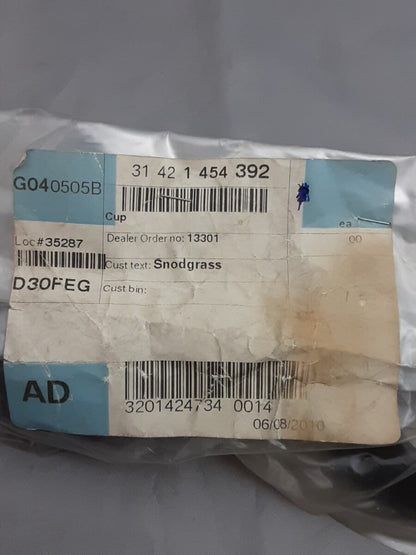 G040505B
31 42 1 454 392
Cup
ea
Loc#35287
Dealer Order no: 13301
00
Cust text: Snodgrass
D30FEG
Cust bin:
AD
3201424734 0014
06/08/2010